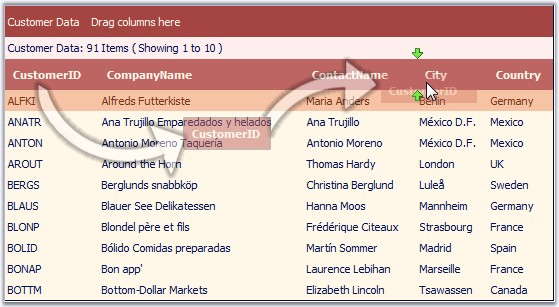 Customer Data Drag columns here
Customer Data: 91 Items ( Showing 1 to 10 )
CustomerID CompanyName ContactName City Country
CustomerID
ALFKI Alfreds Futterkiste Maria Anders Berlin Germany
ANATR Ana Trujillo Emparedados y helados Ana Trujillo México D.F. Mexico
CustomerID
ANTON Antonio Moreno Taquería Antonio Moreno México D.F. Mexico
AROUT Around the Horn Thomas Hardy London UK
BERGS Berglunds snabbköp Christina Berglund Luleå Sweden
BLAUS Blauer See Delikatessen Hanna Moos Mannheim Germany
BLONP Blondel père et fils Frédérique Citeaux Strasbourg France
BOLID Bólido Comidas preparadas Martín Sommer Madrid Spain
BONAP Bon app' Laurence Lebihan Marseille France
BOTTM Bottom-Dollar Markets Elizabeth Lincoln Tsawassen Canada